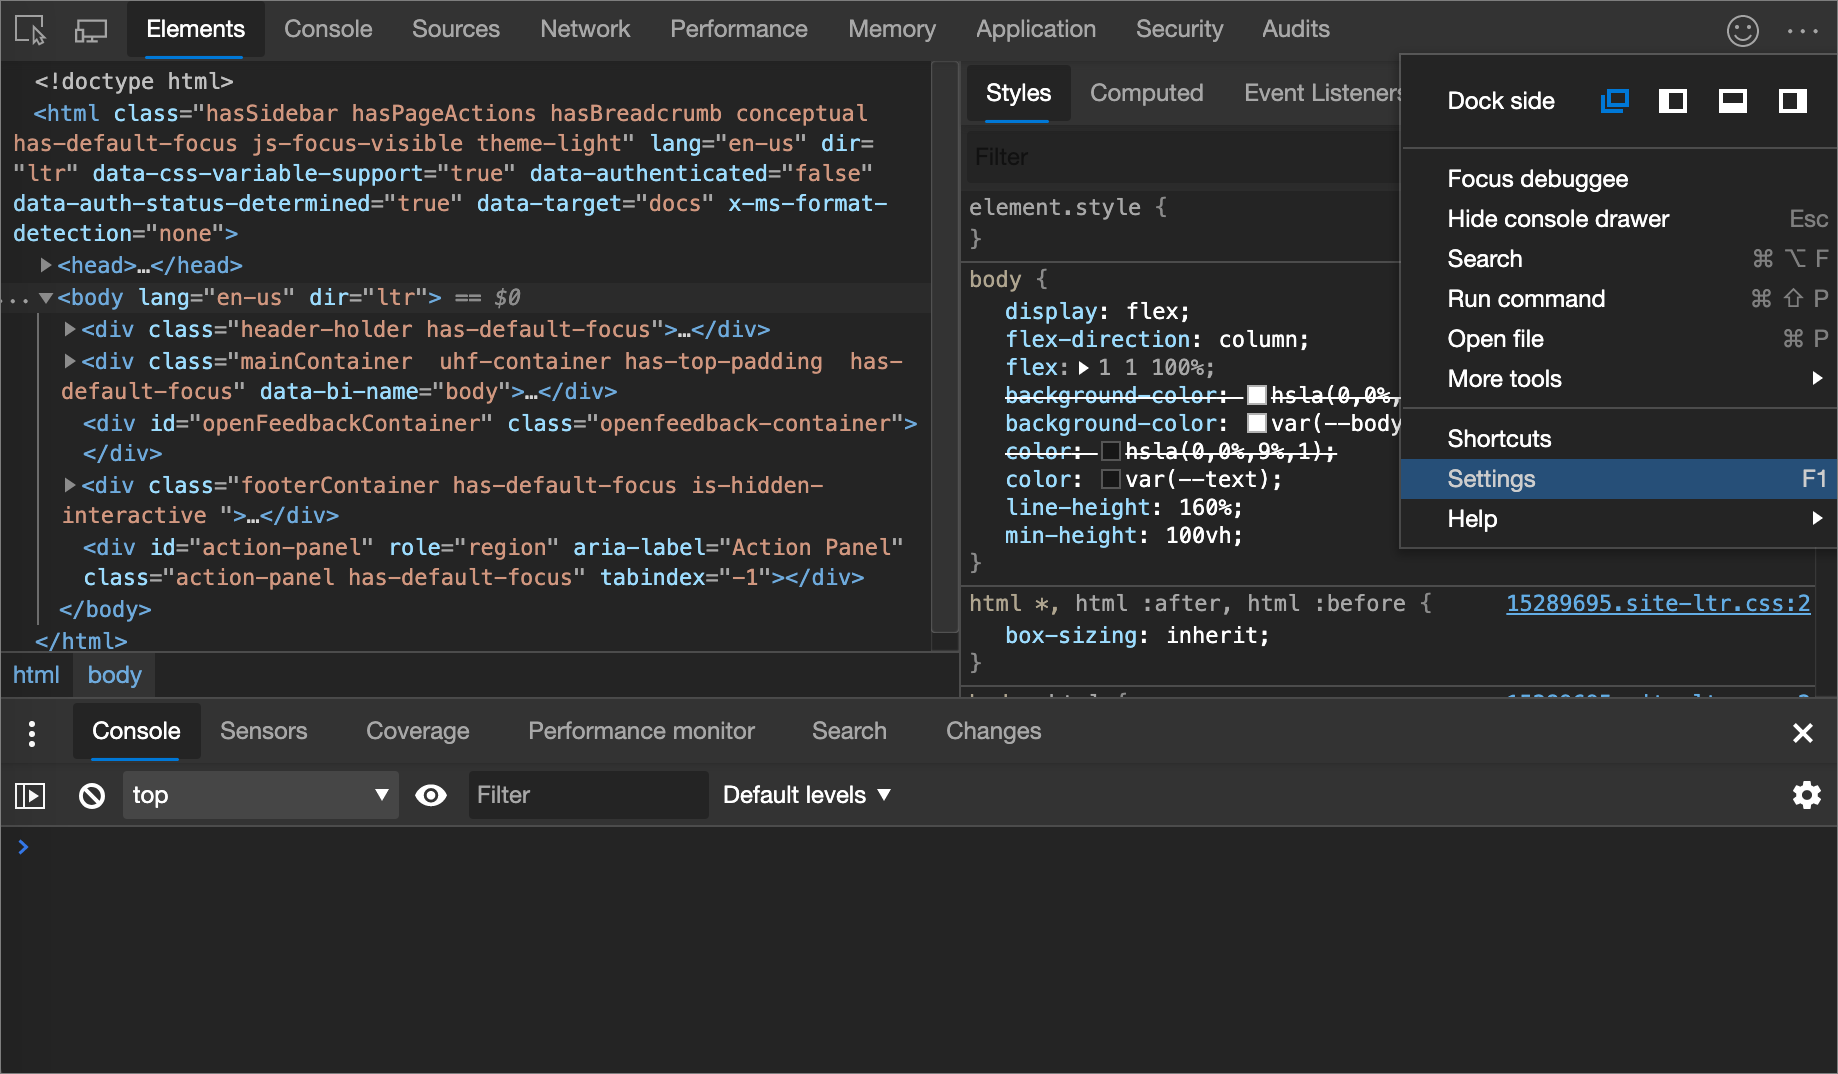 Elements Console Sources Network Performance Memory Application Security Audits
<!doctype html>
<html class="hasSidebar hasPageActions hasBreadcrumb conceptual
has-default-focus js-focus-visible theme-light" lang="en-us" dir=
"ltr" data-css-variable-support="true" data-authenticated="false"
data-auth-status-determined="true" data-target="docs" x-ms-format-
detection="none">
▶<head>…</head>
... ▼<body lang="en-us" dir="ltr"> == $0
▶<div class="header-holder has-default-focus">…</div>
▶<div class="mainContainer  uhf-container has-top-padding  has-
default-focus" data-bi-name="body">…</div>
<div id="openFeedbackContainer" class="openfeedback-container">
</div>
▶<div class="footerContainer has-default-focus is-hidden-
interactive ">…</div>
<div id="action-panel" role="region" aria-label="Action Panel"
class="action-panel has-default-focus" tabindex="-1"></div>
</body>
</html>
html body
Styles Computed Event Listeners
Filter
element.style {
}
body {
display: flex;
flex-direction: column;
flex: ▶ 1 1 100%;
background-color: hsla(0,0%,
background-color: var(--body
color: hsla(0,0%,9%,1);
color: var(--text);
line-height: 160%;
min-height: 100vh;
}
html *, html :after, html :before { 15289695.site-ltr.css:2
box-sizing: inherit;
}
Dock side
Focus debuggee
Hide console drawer Esc
Search ⌘ ⌥ F
Run command ⌘ ⇧ P
Open file ⌘ P
More tools ▶
Shortcuts
Settings F1
Help ▶
Console Sensors Coverage Performance monitor Search Changes
top ▼ Filter Default levels ▼